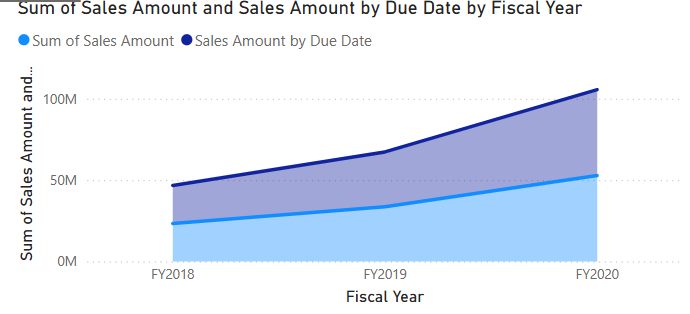 Sum of Sales Amount and Sales Amount by Due Date by Fiscal Year
Sum of Sales Amount Sales Amount by Due Date
Sum of Sales Amount and...
100M
50M
0M
FY2018 FY2019 FY2020
Fiscal Year